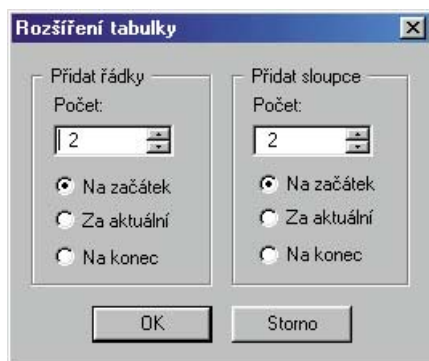 Rozšíření tabulky
Přidat řádky
Počet:
2
Na začátek
Za aktuální
Na konec
Přidat sloupce
Počet:
2
Na začátek
Za aktuální
Na konec
OK
Storno